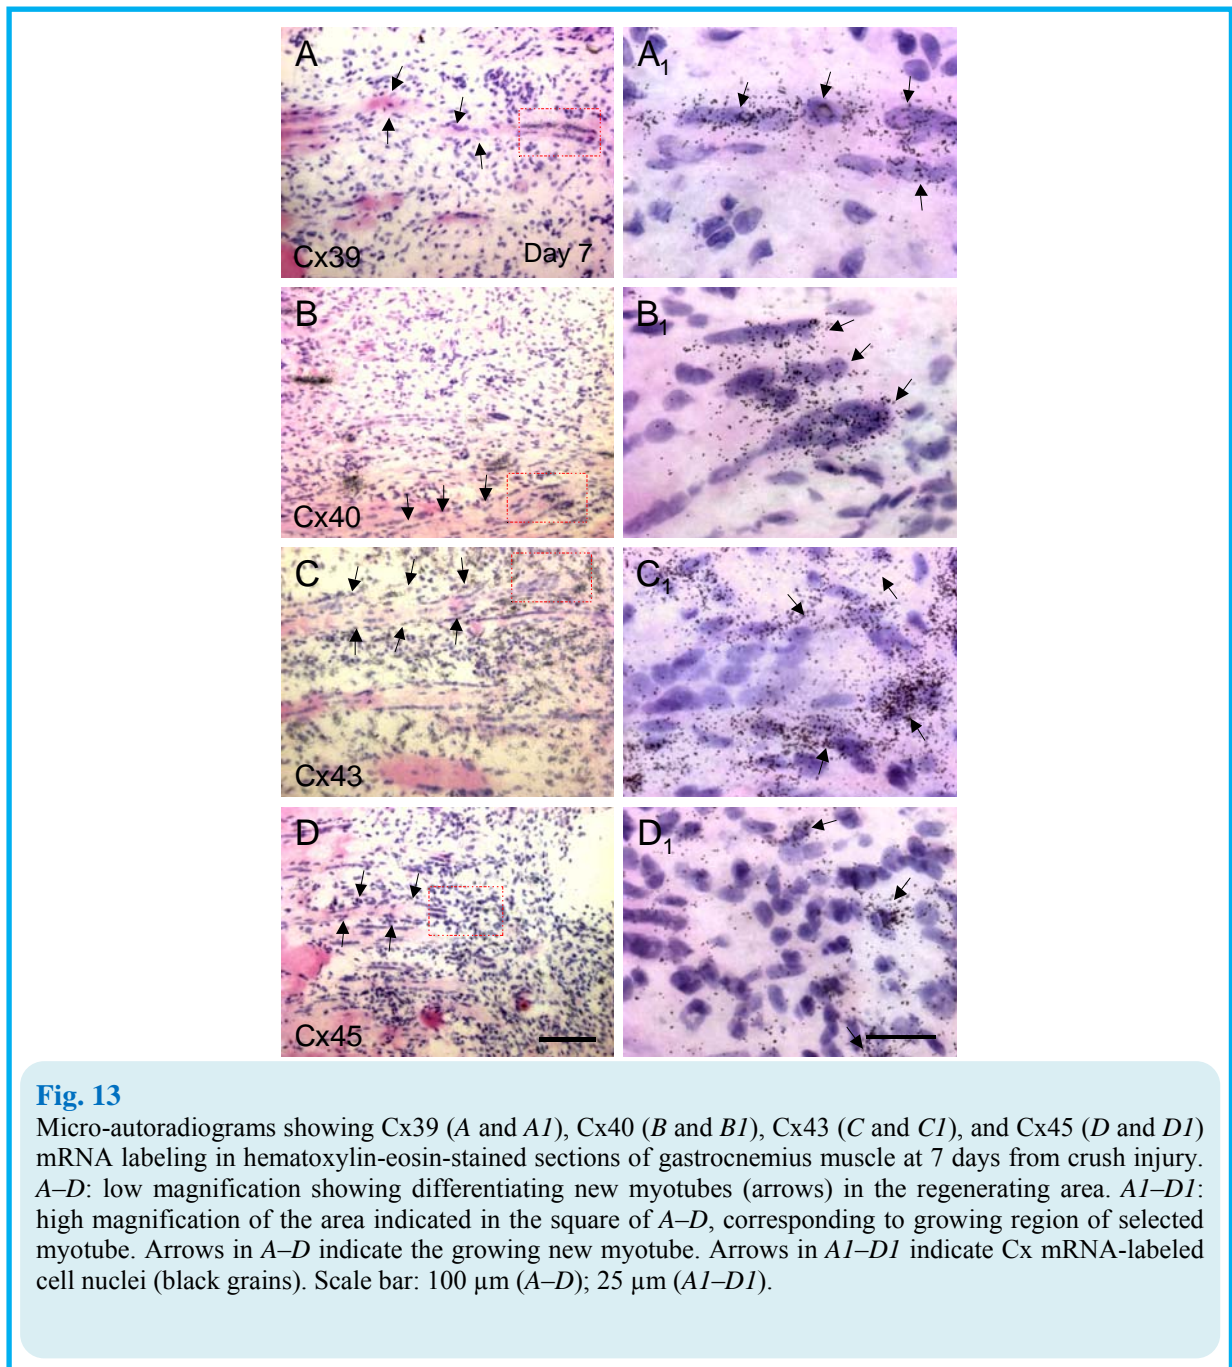 A
A₁
Cx39
Day 7
B
B₁
Cx40
C
C₁
Cx43
D
D₁
Cx45
Fig. 13
Micro-autoradiograms showing Cx39 (A and A1), Cx40 (B and B1), Cx43 (C and C1), and Cx45 (D and D1)
mRNA labeling in hematoxylin-eosin-stained sections of gastrocnemius muscle at 7 days from crush injury.
A–D: low magnification showing differentiating new myotubes (arrows) in the regenerating area. A1–D1:
high magnification of the area indicated in the square of A–D, corresponding to growing region of selected
myotube. Arrows in A–D indicate the growing new myotube. Arrows in A1–D1 indicate Cx mRNA-labeled
cell nuclei (black grains). Scale bar: 100 µm (A–D); 25 µm (A1–D1).